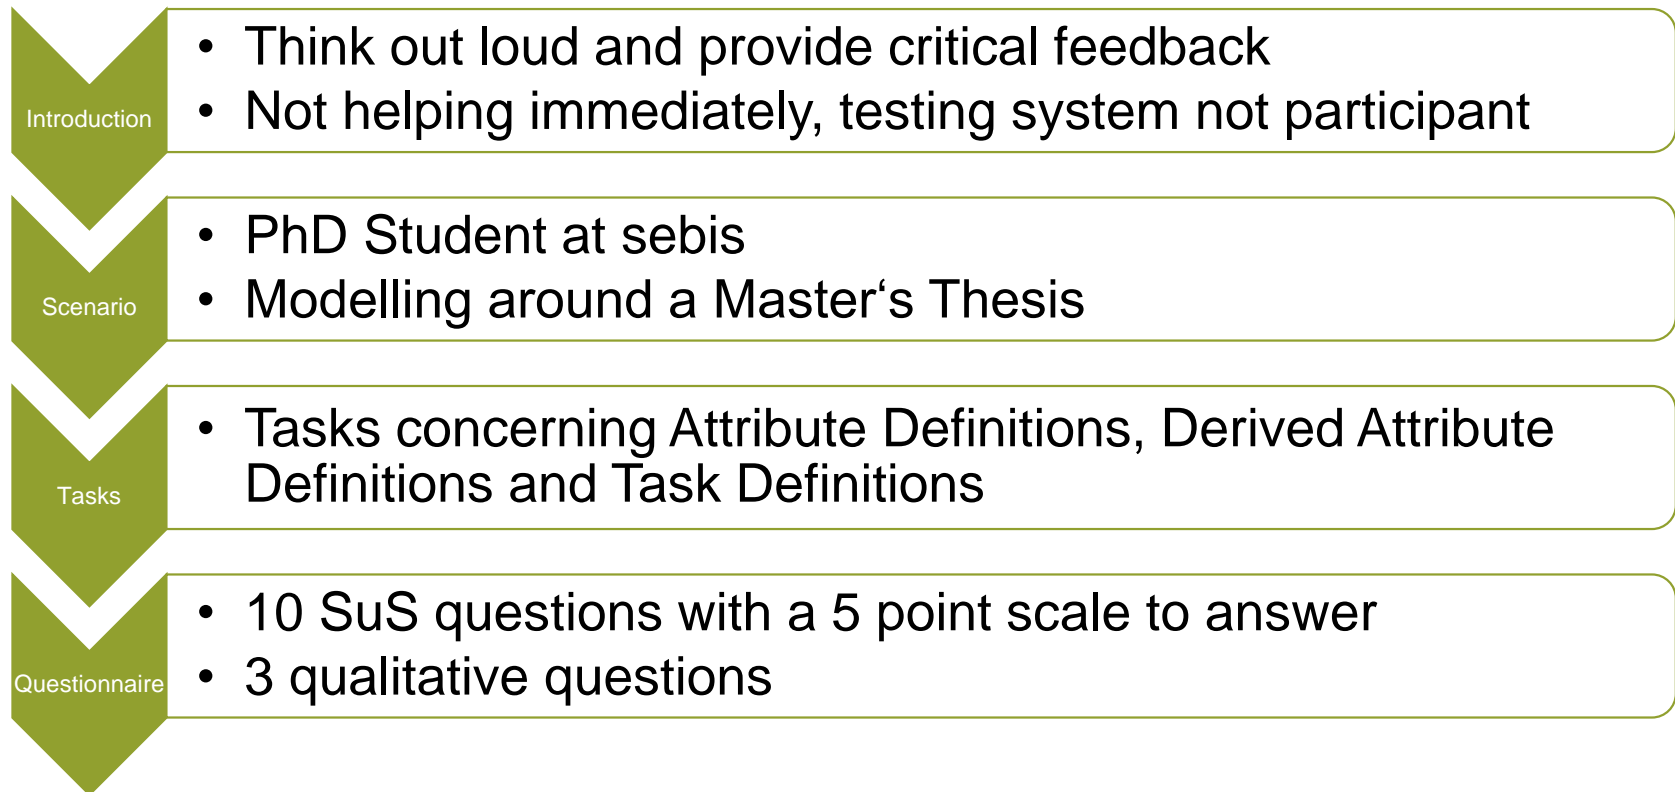 Introduction
• Think out loud and provide critical feedback
• Not helping immediately, testing system not participant
Scenario
• PhD Student at sebis
• Modelling around a Master‘s Thesis
Tasks
• Tasks concerning Attribute Definitions, Derived Attribute
Definitions and Task Definitions
Questionnaire
• 10 SuS questions with a 5 point scale to answer
• 3 qualitative questions